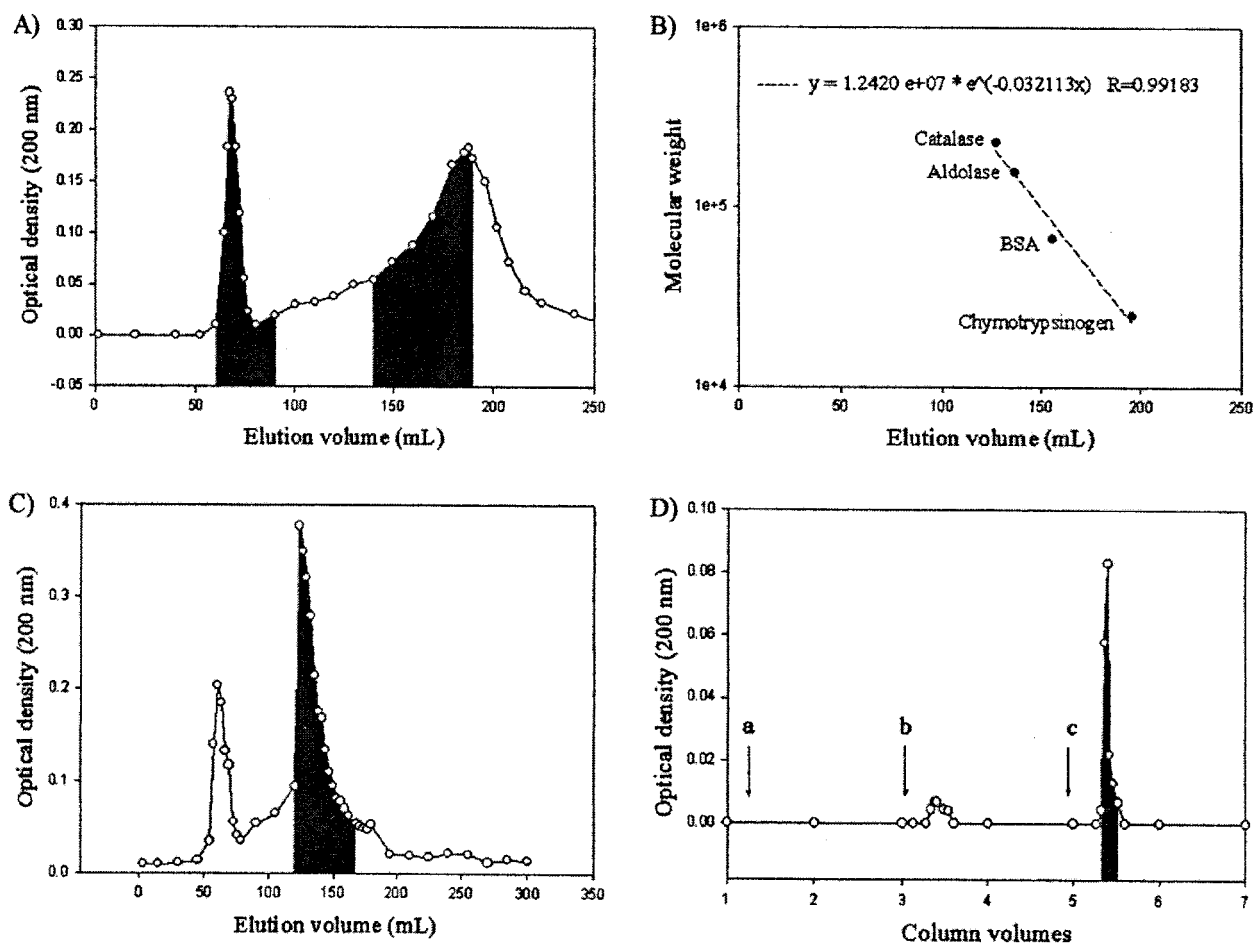 A)
Optical density (200 nm)
0.30
0.25
0.20
0.15
0.10
0.05
0.00
-0.05
0 50 100 150 200 250
Elution volume (mL)
B)
Molecular weight
1e+6
1e+5
1e+4
y = 1.2420 e+07 * e^(-0.032113x) R=0.99183
Catalase
Aldolase
BSA
Chymotrypsinogen
0 50 100 150 200 250
Elution volume (mL)
C)
Optical density (200 nm)
0.4
0.3
0.2
0.1
0.0
0 50 100 150 200 250 300 350
Elution volume (mL)
D)
Optical density (200 nm)
0.10
0.08
0.06
0.04
0.02
0.00
a b c
1 2 3 4 5 6 7
Column volumes